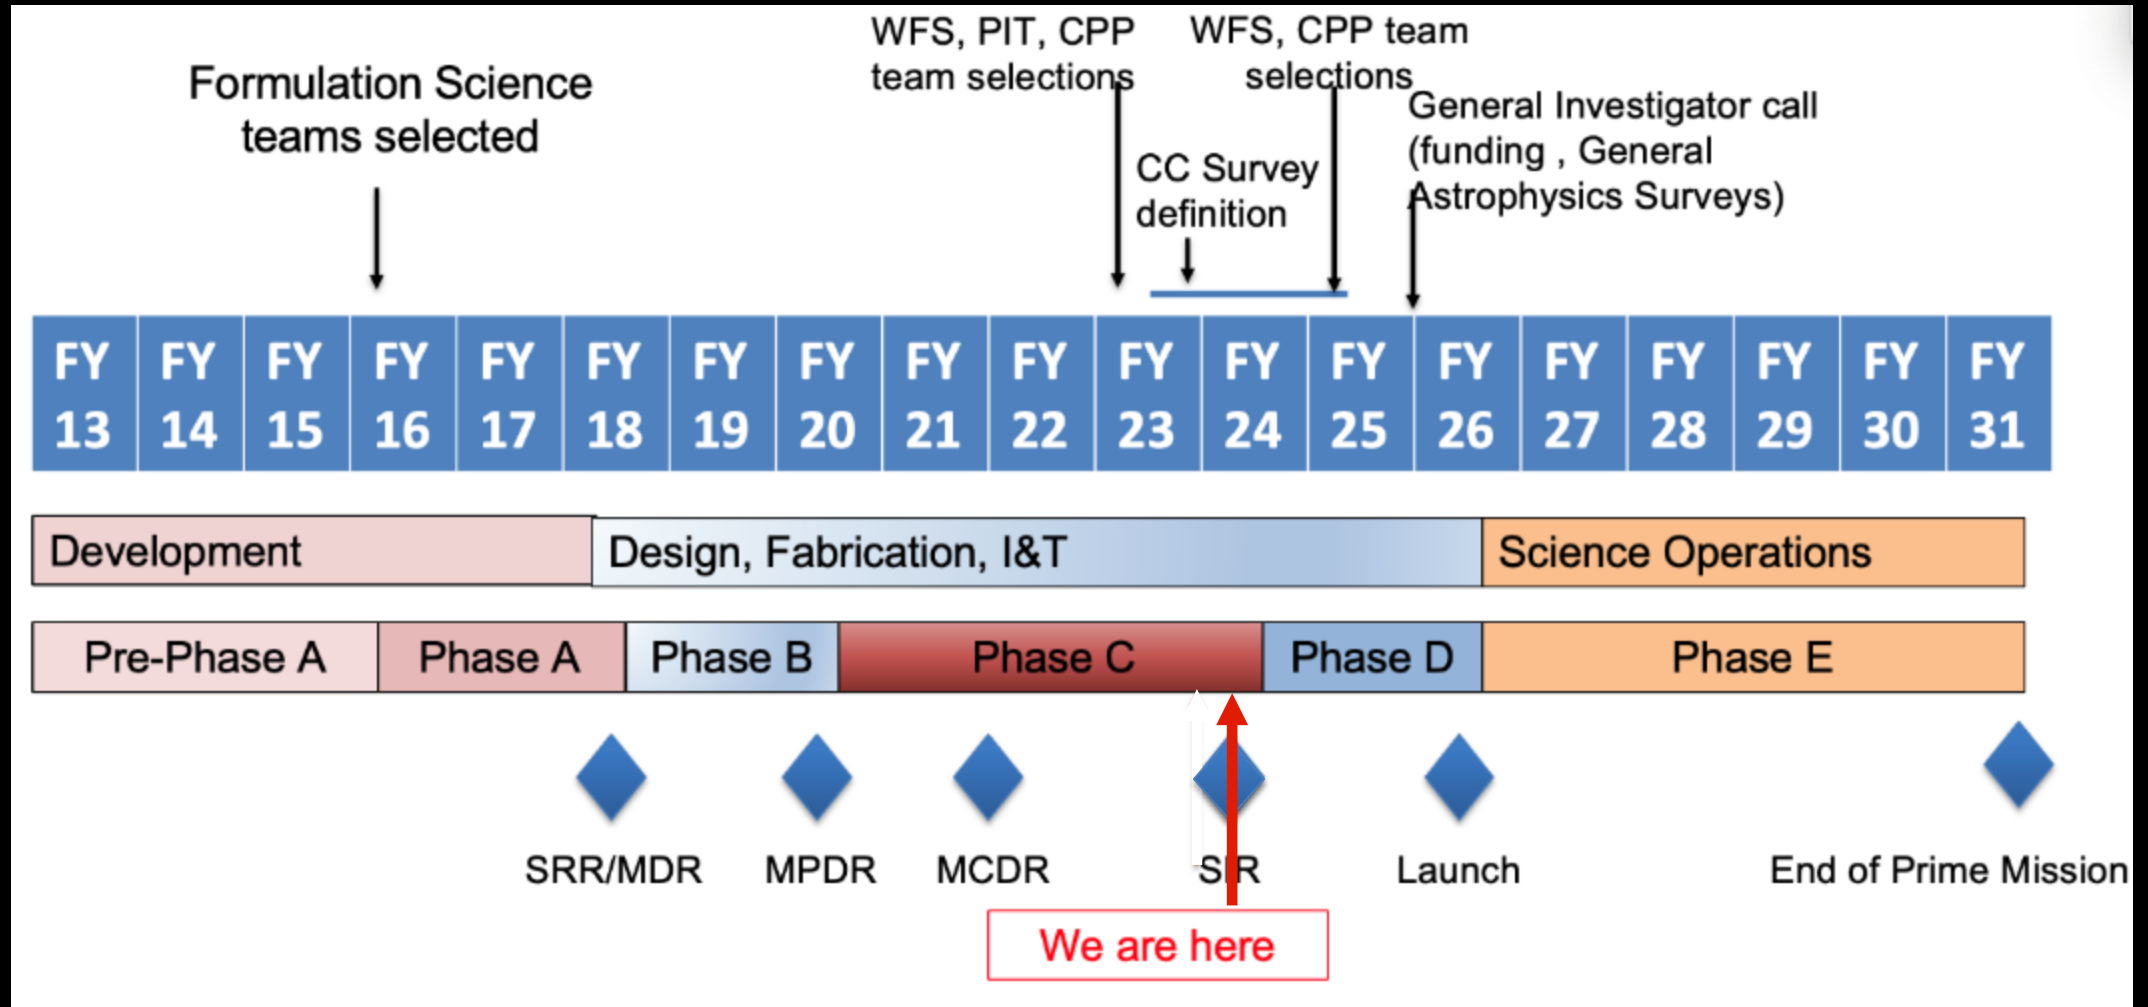 WFS, PIT, CPP
team selections
WFS, CPP team
selections
Formulation Science
teams selected
General Investigator call
(funding , General
Astrophysics Surveys)
CC Survey
definition
FY 13
FY 14
FY 15
FY 16
FY 17
FY 18
FY 19
FY 20
FY 21
FY 22
FY 23
FY 24
FY 25
FY 26
FY 27
FY 28
FY 29
FY 30
FY 31
Development
Design, Fabrication, I&T
Science Operations
Pre-Phase A
Phase A
Phase B
Phase C
Phase D
Phase E
SRR/MDR
MPDR
MCDR
SIR
Launch
End of Prime Mission
We are here